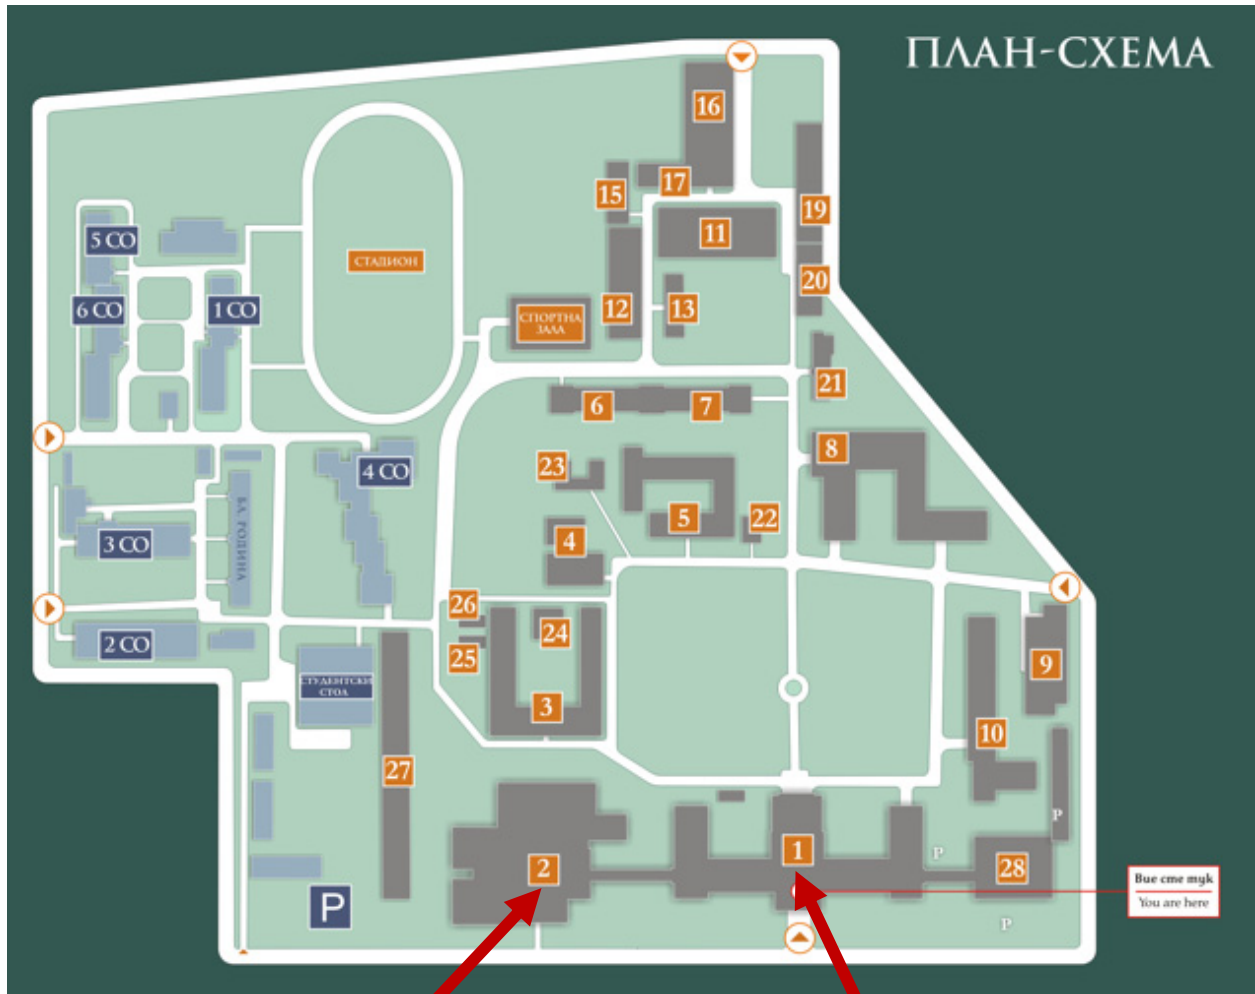 ПЛАН-СХЕМА
16
17
15
19
11
5 СО
СТАДИОН
20
6 СО
1 СО
12
13
СПОРТНА
ЗАЛА
21
6
7
8
23
4 СО
БЛ. РОДИНА
5
22
4
3 СО
26
24
25
2 СО
9
СТУДЕНТСКИ
СТОЛ
3
10
27
P
1
P
2
28
Вие сте тук
You are here
P
P